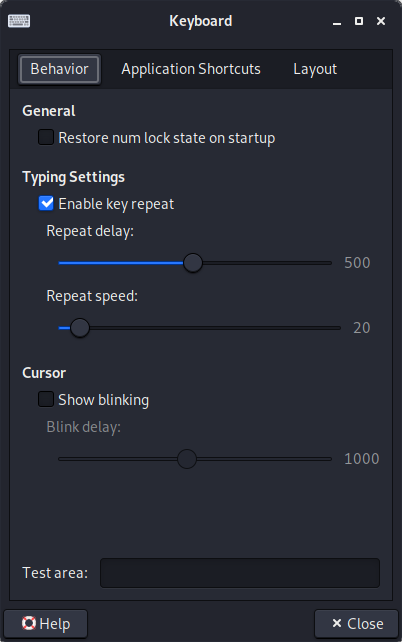 Keyboard
Behavior Application Shortcuts Layout
General
Restore num lock state on startup
Typing Settings
Enable key repeat
Repeat delay:
500
Repeat speed:
20
Cursor
Show blinking
Blink delay:
1000
Test area:
Help Close